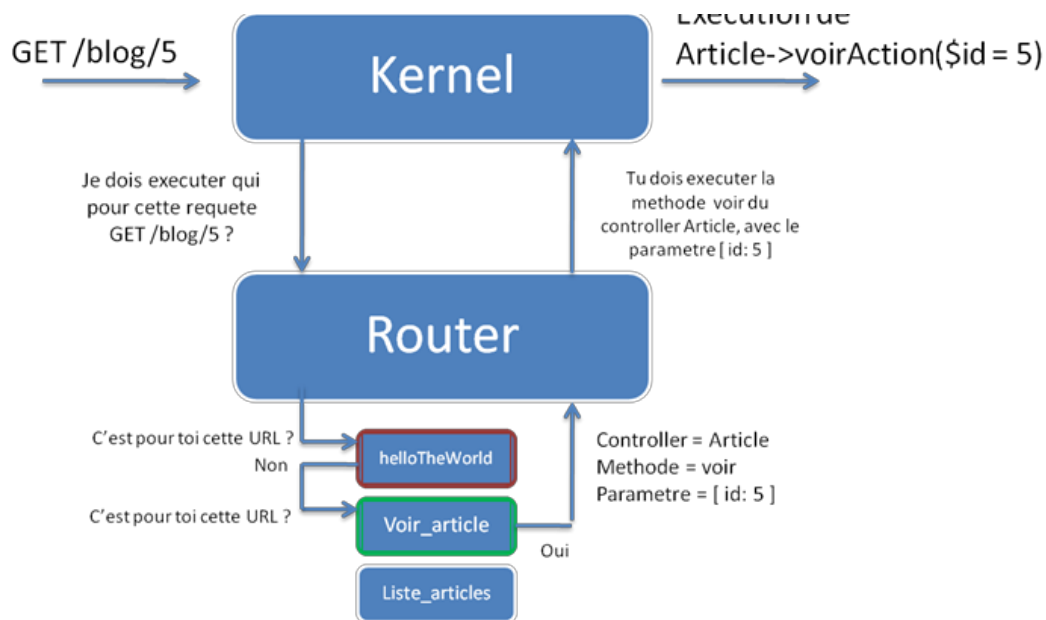 GET /blog/5
Kernel
Execution de
Article->voirAction($id = 5)
Je dois executer qui
pour cette requete
GET /blog/5 ?
Tu dois executer la
methode voir du
controller Article, avec le
parametre [ id: 5 ]
Router
C'est pour toi cette URL ?
Non
helloTheWorld
C'est pour toi cette URL ?
Voir_article
Oui
Controller = Article
Methode = voir
Parametre = [ id: 5 ]
Liste_articles